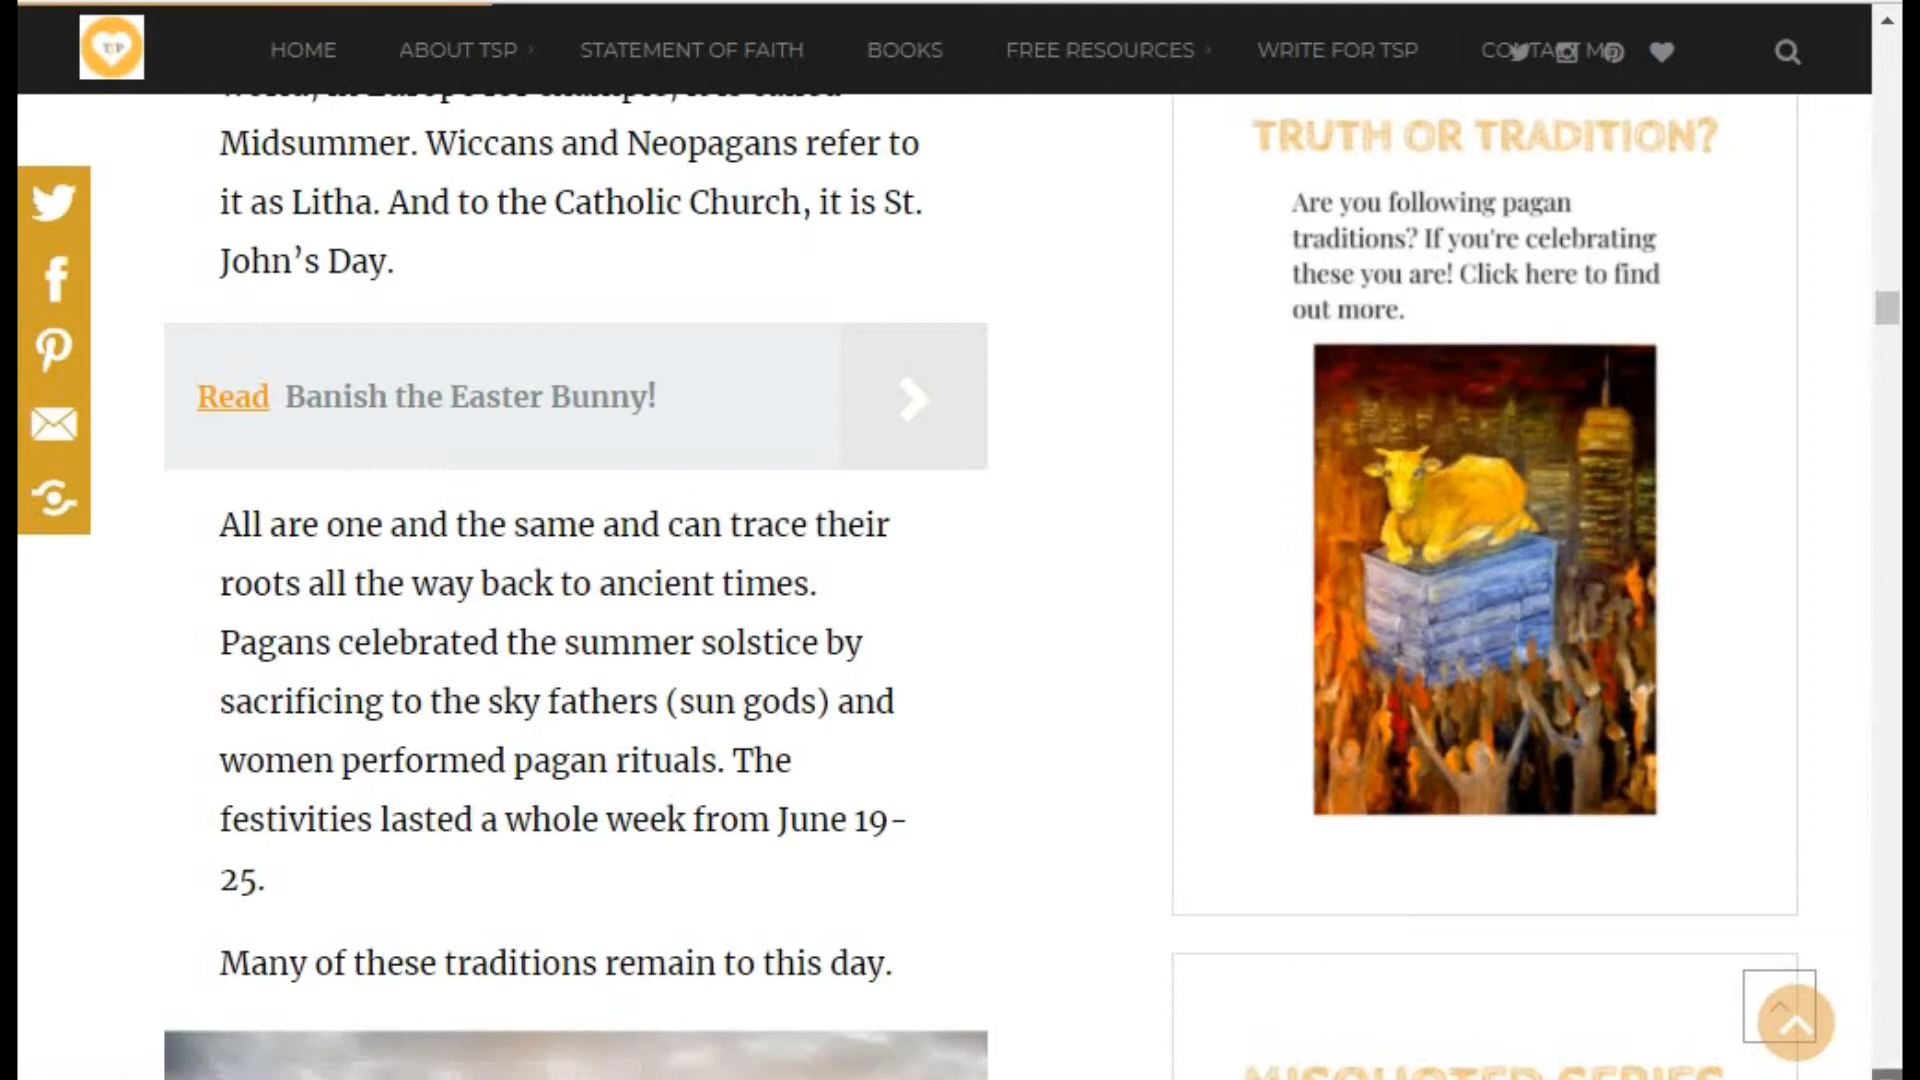 TSP
HOME ABOUT TSP STATEMENT OF FAITH BOOKS FREE RESOURCES WRITE FOR TSP CONTACT ME
Midsummer. Wiccans and Neopagans refer to
it as Litha. And to the Catholic Church, it is St.
John’s Day.
Read Banish the Easter Bunny!
All are one and the same and can trace their
roots all the way back to ancient times.
Pagans celebrated the summer solstice by
sacrificing to the sky fathers (sun gods) and
women performed pagan rituals. The
festivities lasted a whole week from June 19-
25.
Many of these traditions remain to this day.
TRUTH OR TRADITION?
Are you following pagan
traditions? If you're celebrating
these you are! Click here to find
out more.
MISQUOTED SERIES